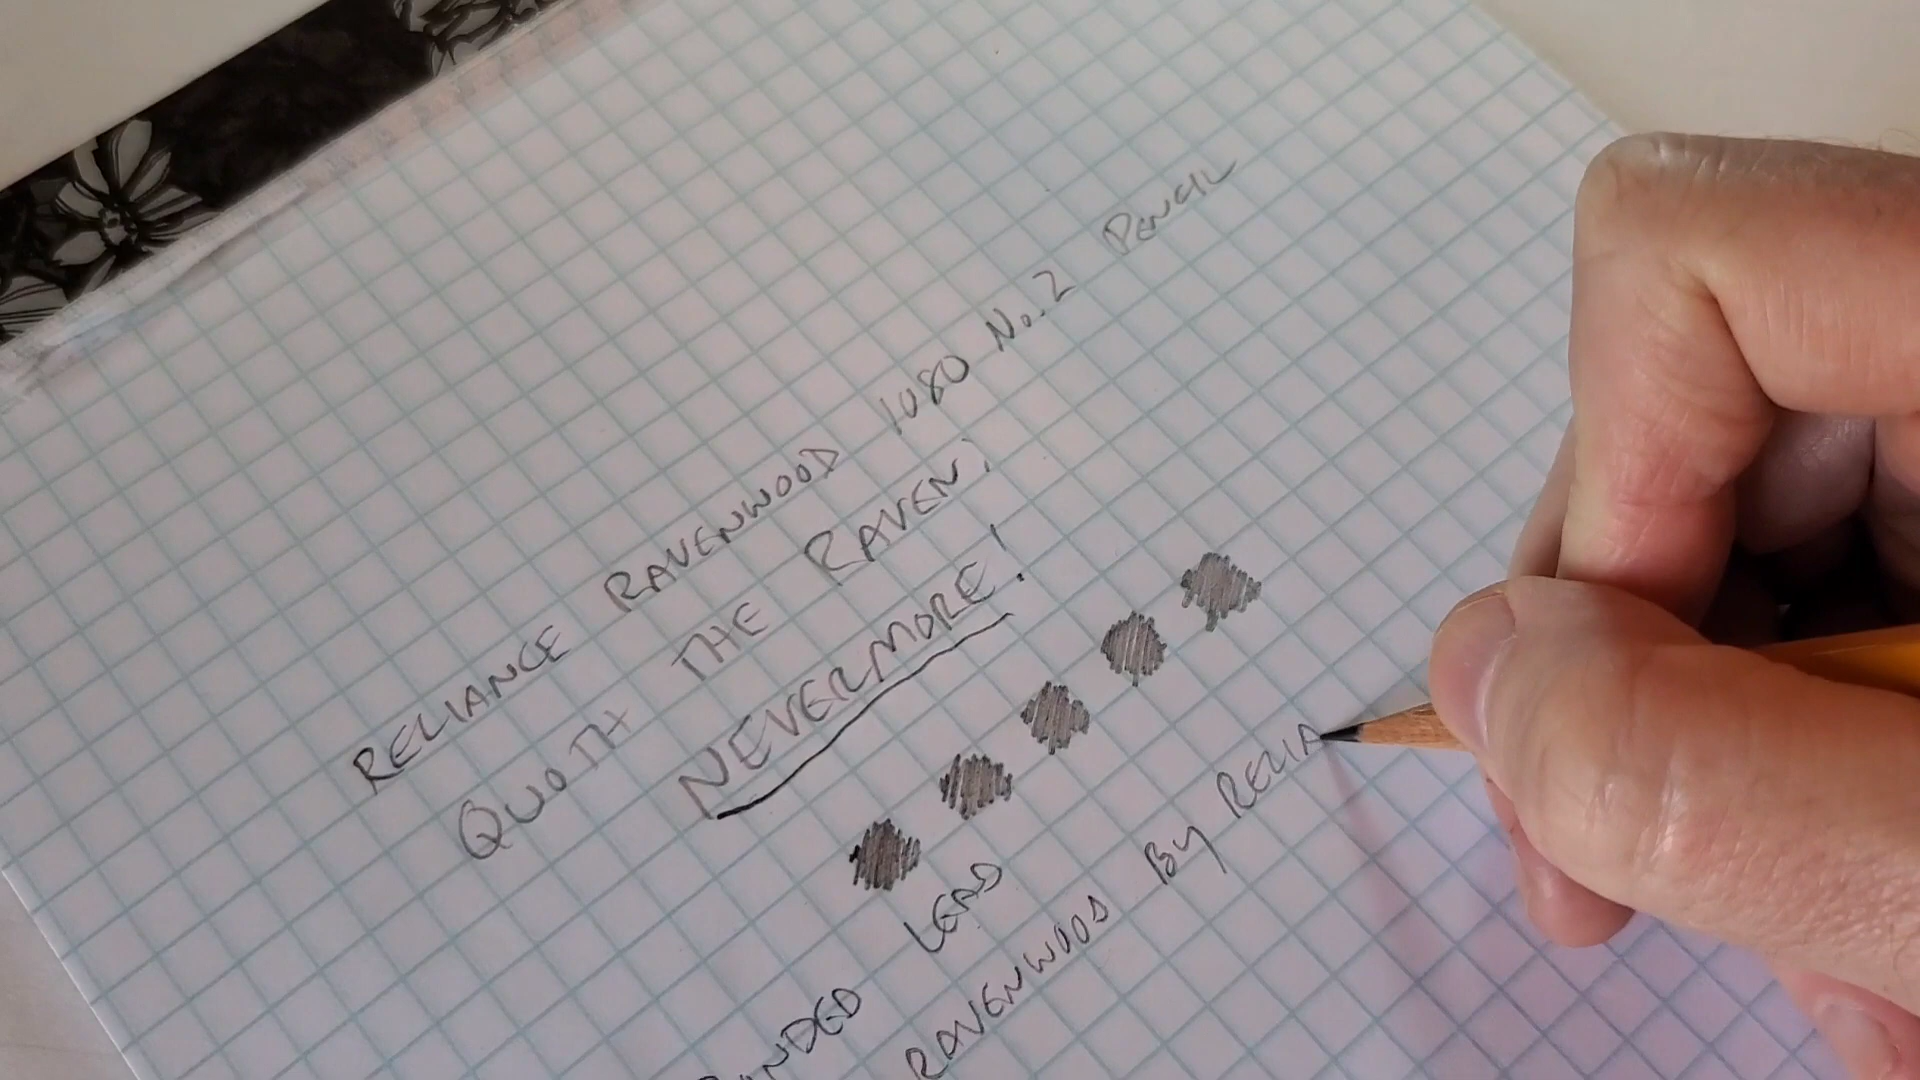 RELIANCE RAVENWOOD 1080 No. 2 PENCIL
QUOTH THE RAVEN,
NEVERMORE!
LEAD
RAVENWOOD By RELIA